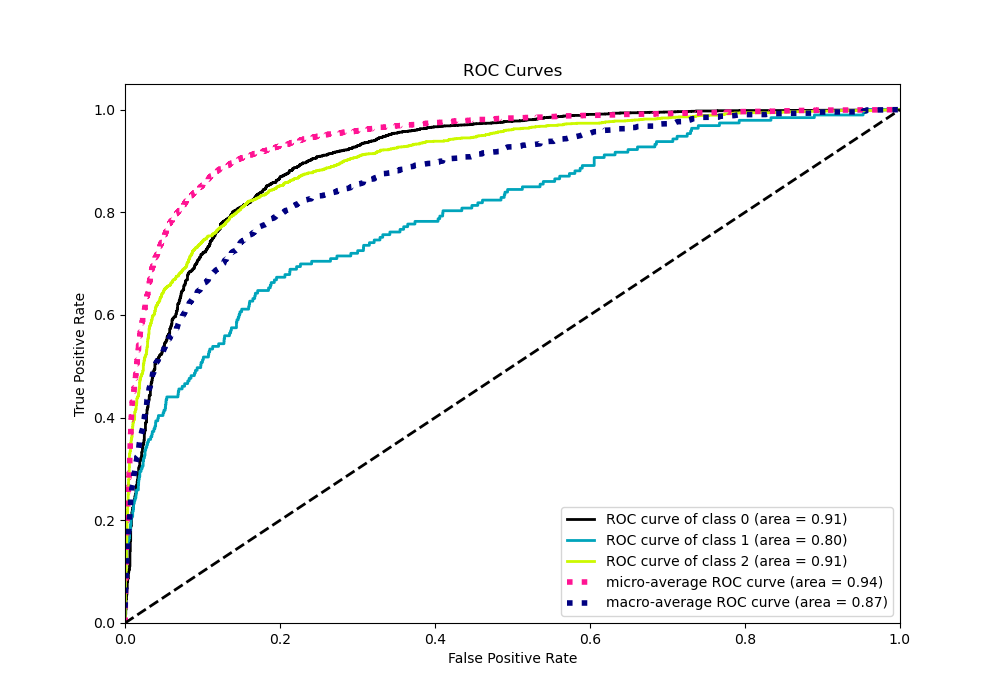 ROC Curves
True Positive Rate
1.0
0.8
0.6
0.4
0.2
0.0
ROC curve of class 0 (area = 0.91)
ROC curve of class 1 (area = 0.80)
ROC curve of class 2 (area = 0.91)
micro-average ROC curve (area = 0.94)
macro-average ROC curve (area = 0.87)
0.0 0.2 0.4 0.6 0.8 1.0
False Positive Rate